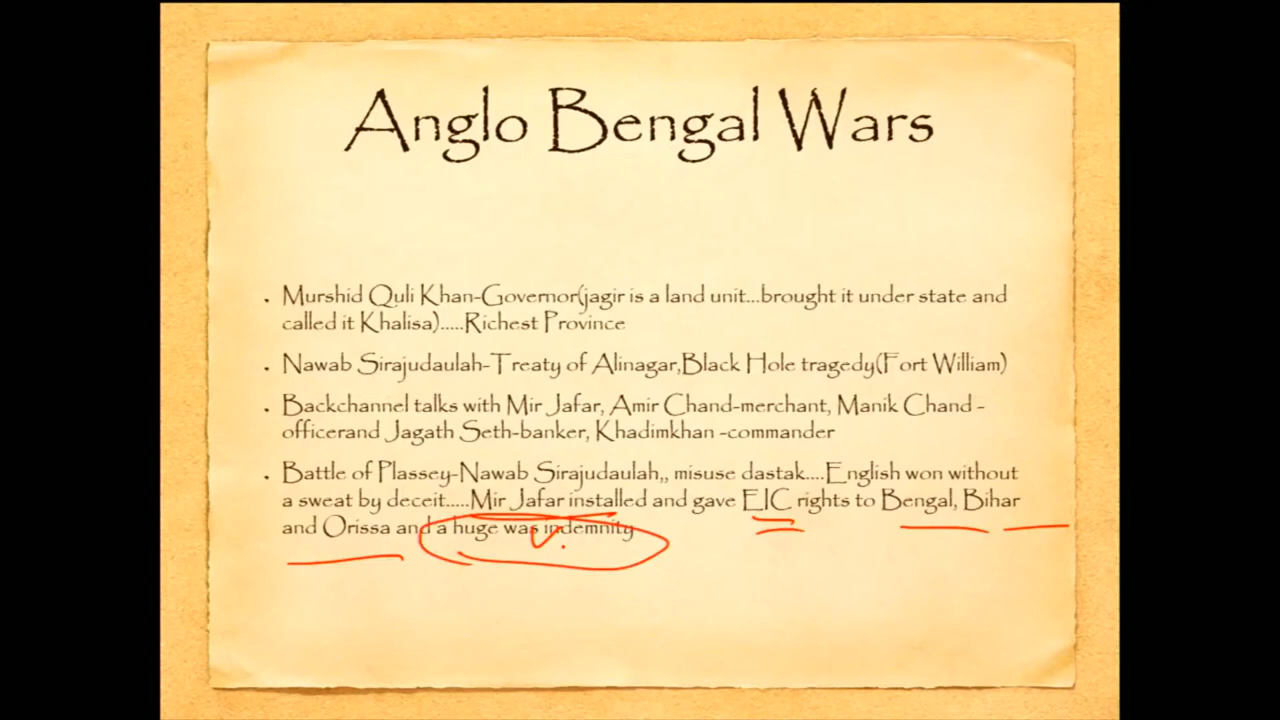 Anglo Bengal Wars
• Murshid Quli Khan-Governor(jagir is a land unit...brought it under state and
called it Khalisa).....Richest Province
• Nawab Sirajudaulah-Treaty of Alinagar,Black Hole tragedy(Fort William)
• Backchannel talks with Mir Jafar, Amir Chand-merchant, Manik Chand -
officerand Jagath Seth-banker, Khadimkhan -commander
• Battle of Plassey-Nawab Sirajudaulah,, misuse dastak....English won without
a sweat by deceit.....Mir Jafar installed and gave EIC rights to Bengal, Bihar
and Orissa and a huge was indemnity